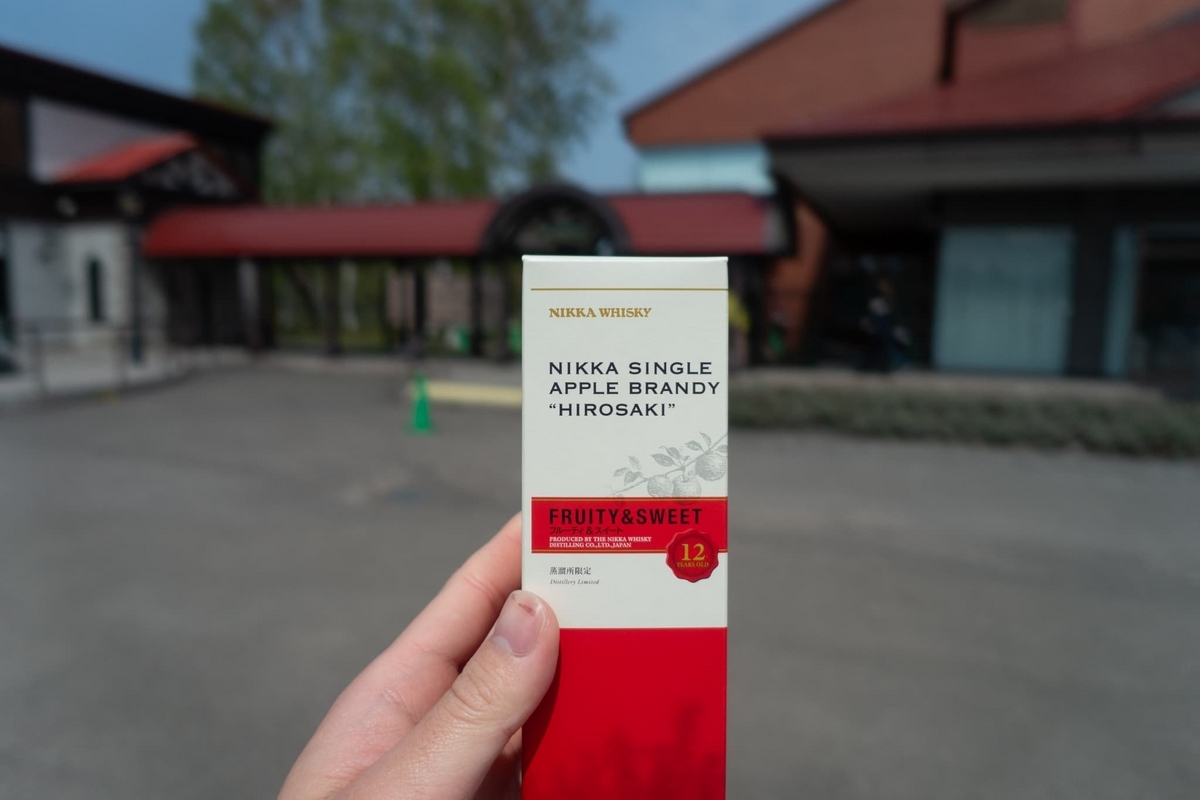 NIKKA WHISKY
NIKKA SINGLE
APPLE BRANDY
“HIROSAKI”
FRUITY&SWEET
フルーティ&スイート
PRODUCED BY THE NIKKA WHISKY
DISTILLING CO.,LTD.,JAPAN
12
YEARS OLD
蒸溜所限定
Distillery Limited